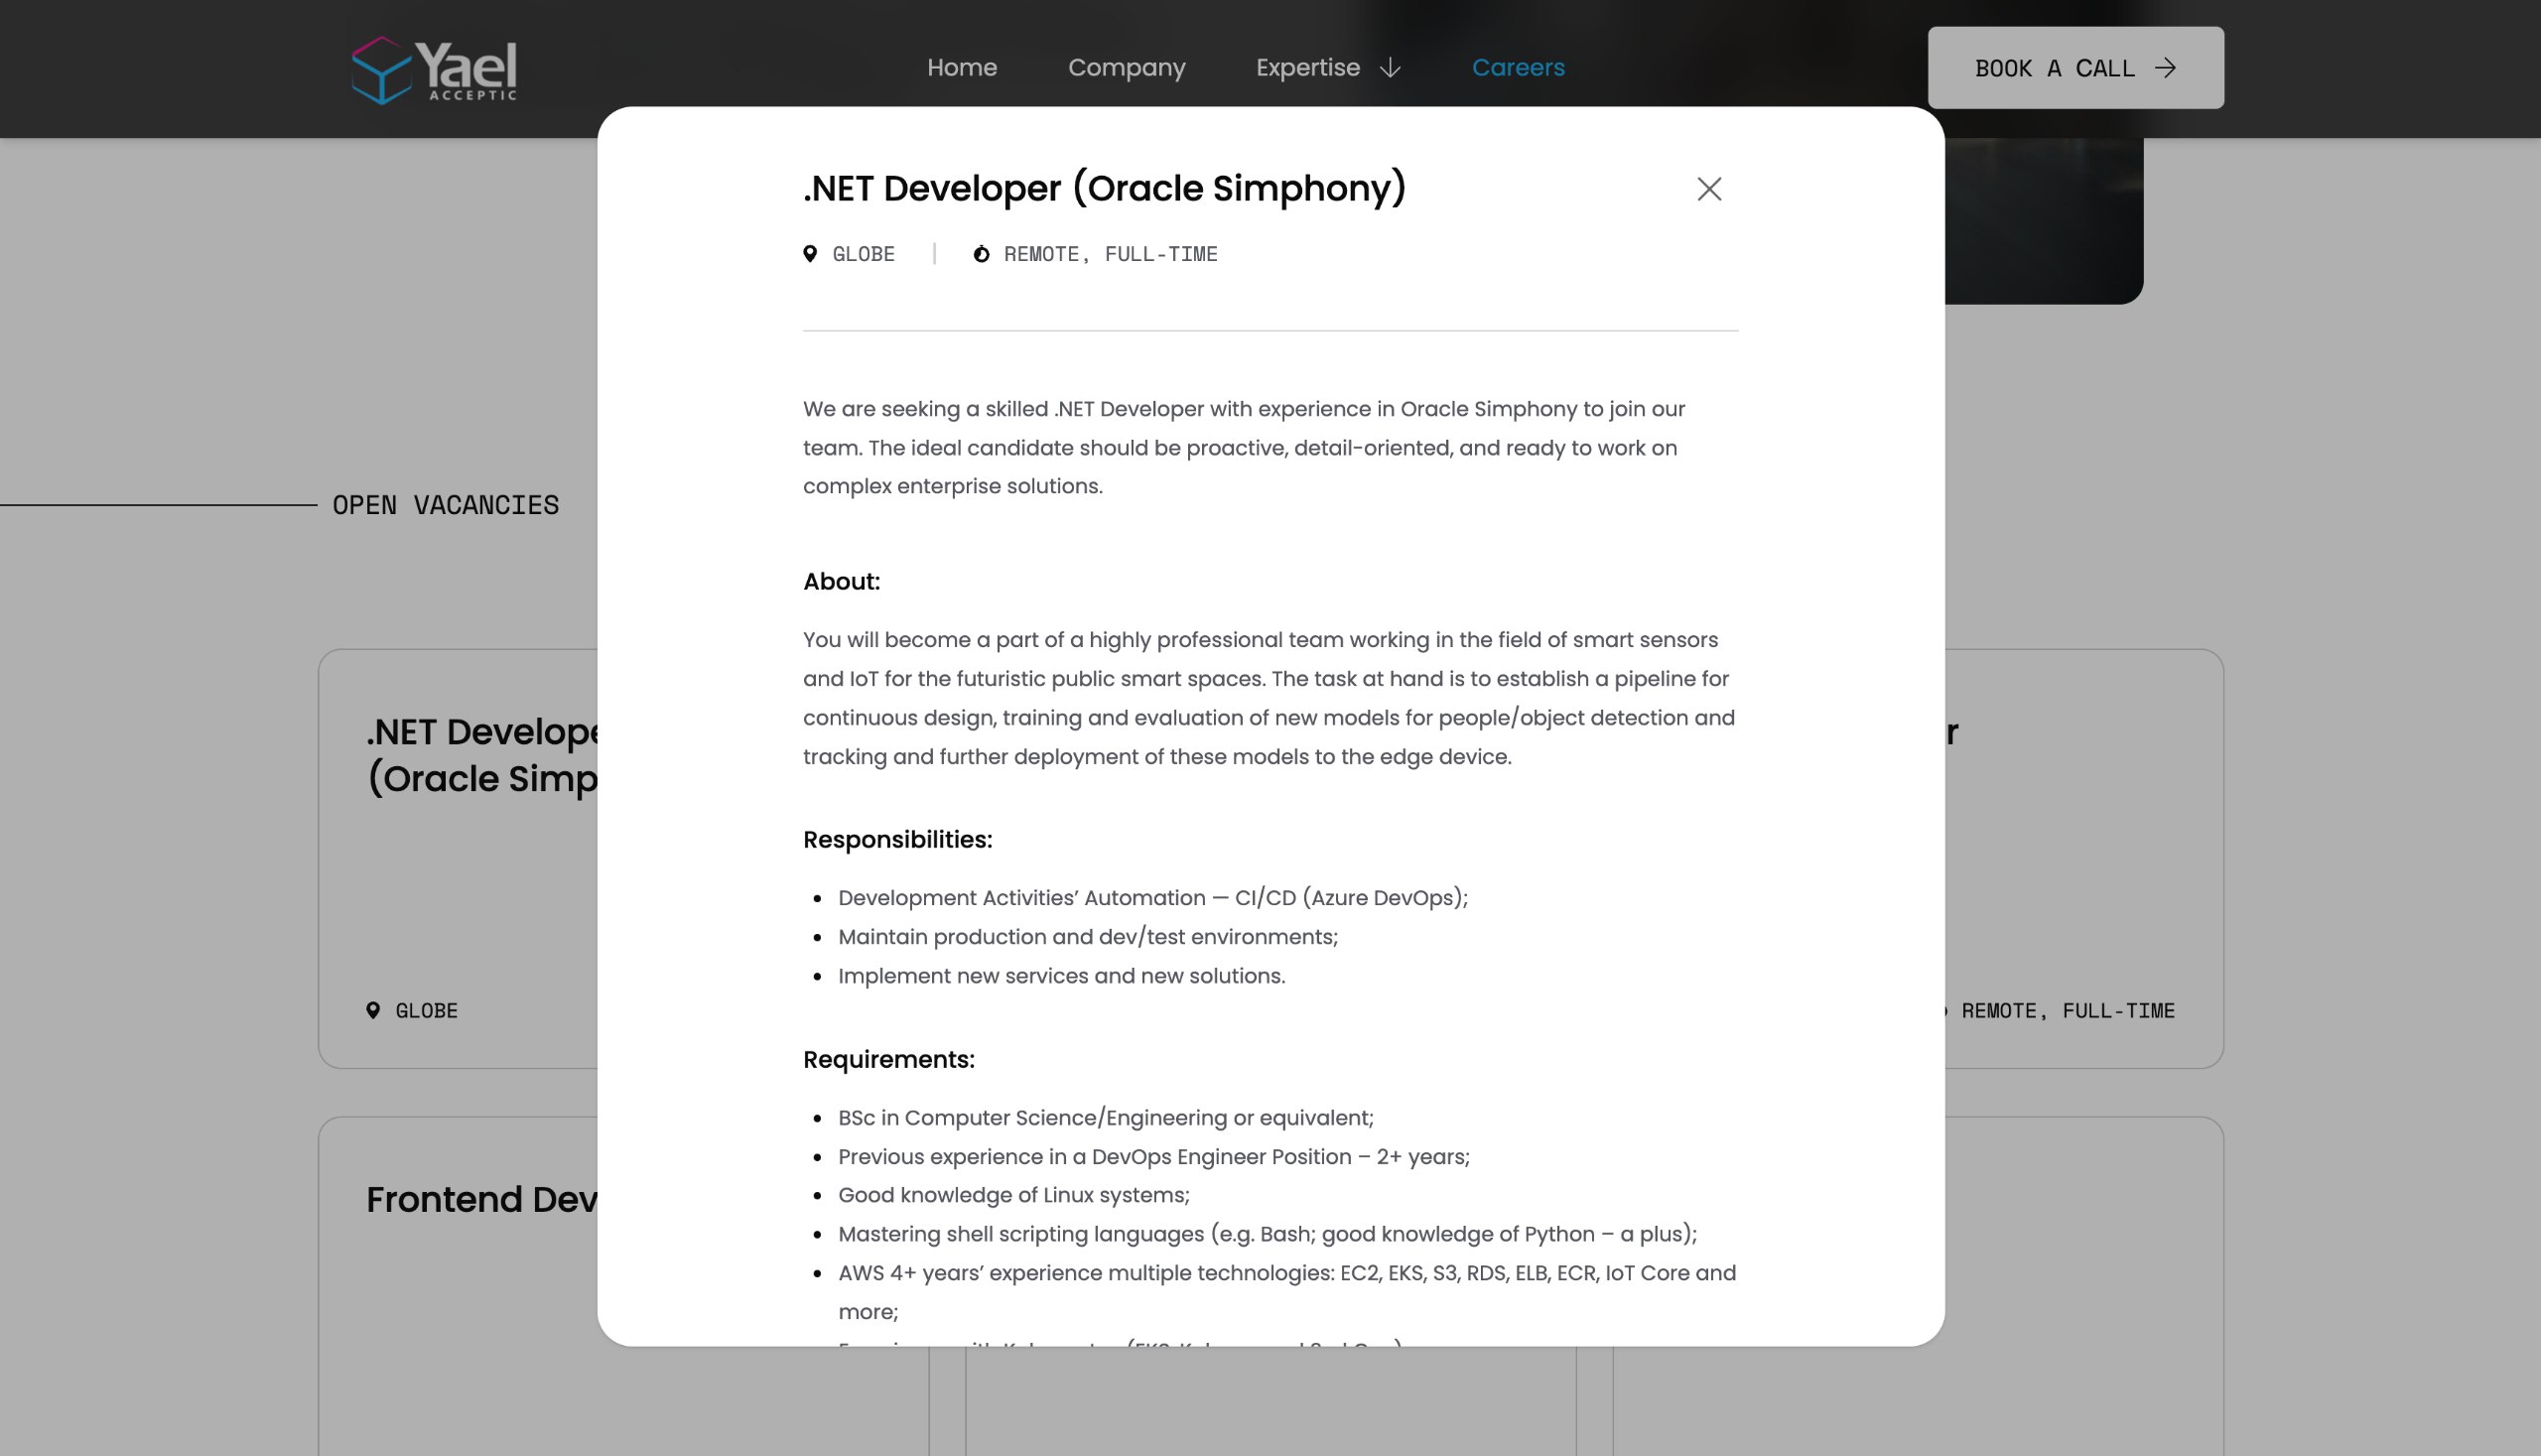 Yael
ACCEPTIC
Home
Company
Expertise
Careers
BOOK A CALL
.NET Developer (Oracle Simphony)
GLOBE
REMOTE, FULL-TIME
We are seeking a skilled .NET Developer with experience in Oracle Simphony to join our
team. The ideal candidate should be proactive, detail-oriented, and ready to work on
complex enterprise solutions.
About:
You will become a part of a highly professional team working in the field of smart sensors
and IoT for the futuristic public smart spaces. The task at hand is to establish a pipeline for
continuous design, training and evaluation of new models for people/object detection and
tracking and further deployment of these models to the edge device.
Responsibilities:
Development Activities’ Automation — CI/CD (Azure DevOps);
Maintain production and dev/test environments;
Implement new services and new solutions.
Requirements:
BSc in Computer Science/Engineering or equivalent;
Previous experience in a DevOps Engineer Position – 2+ years;
Good knowledge of Linux systems;
Mastering shell scripting languages (e.g. Bash; good knowledge of Python – a plus);
AWS 4+ years’ experience multiple technologies: EC2, EKS, S3, RDS, ELB, ECR, IoT Core and
more;
OPEN VACANCIES
.NET Develope
(Oracle Simp
GLOBE
r
REMOTE, FULL-TIME
Frontend Dev